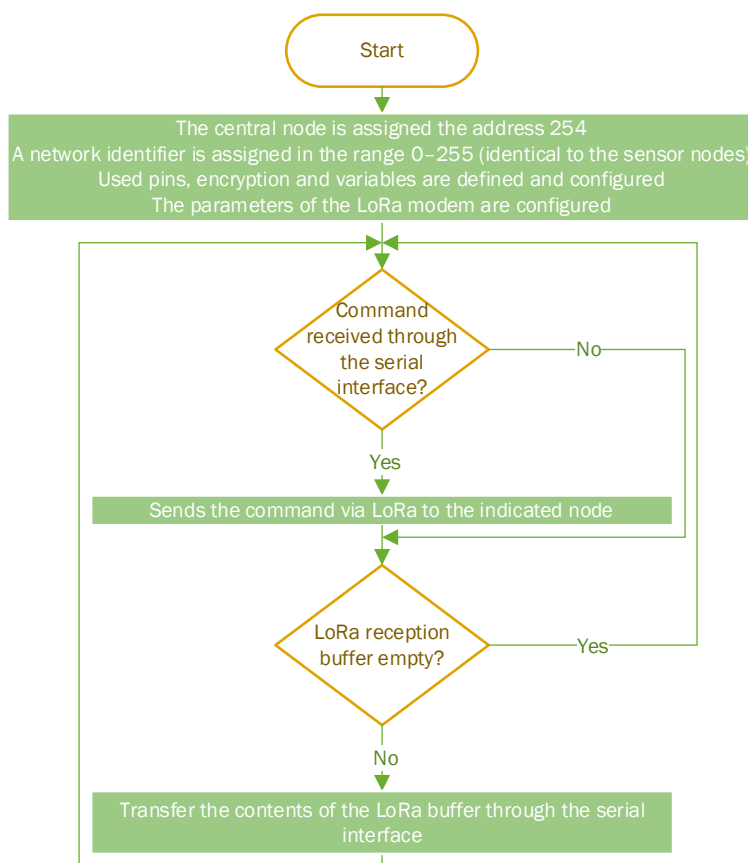 Start
The central node is assigned the address 254
A network identifier is assigned in the range 0–255 (identical to the sensor nodes)
Used pins, encryption and variables are defined and configured
The parameters of the LoRa modem are configured
Command
received through
the serial
interface?
No
Yes
Sends the command via LoRa to the indicated node
LoRa reception
buffer empty?
Yes
No
Transfer the contents of the LoRa buffer through the serial
interface